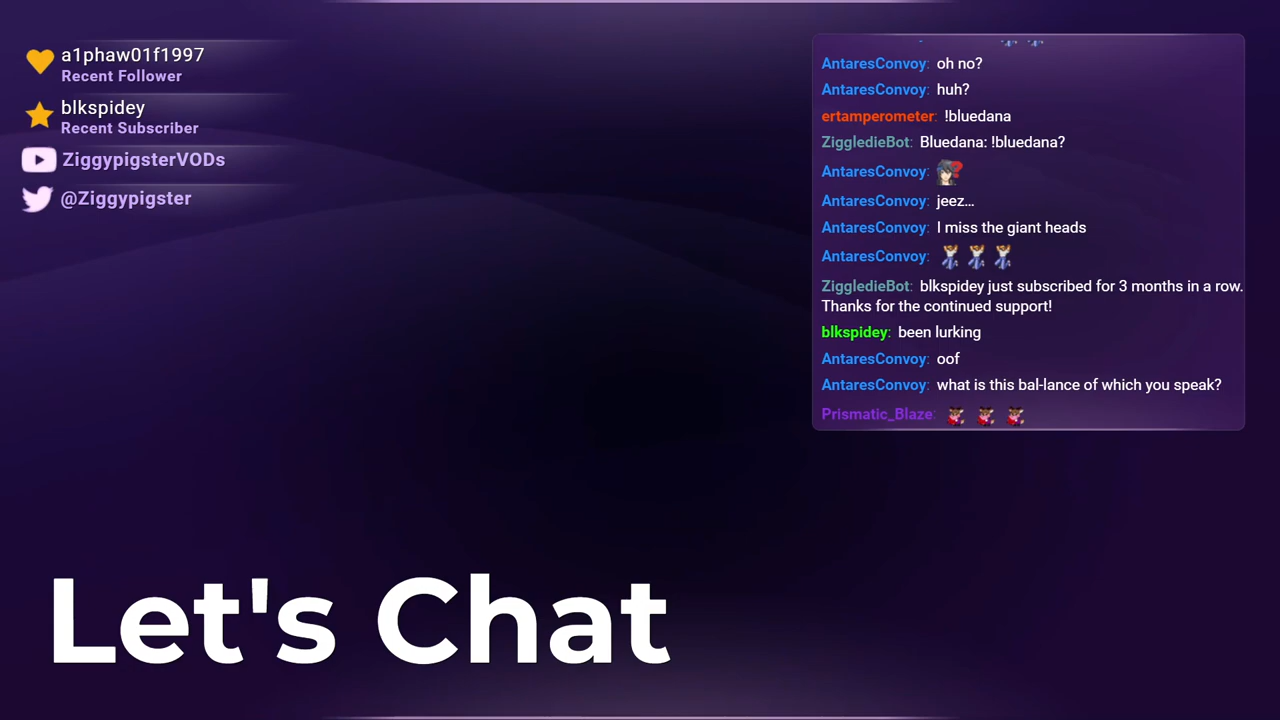 a1phaw01f1997
Recent Follower
blkspidey
Recent Subscriber
ZiggypigsterVODs
@Ziggypigster
AntaresConvoy: oh no?
AntaresConvoy: huh?
ertamperometer: !bluedana
ZiggledieBot: Bluedana: !bluedana?
AntaresConvoy:
AntaresConvoy: jeez...
AntaresConvoy: I miss the giant heads
AntaresConvoy:
ZiggledieBot: blkspidey just subscribed for 3 months in a row.
Thanks for the continued support!
blkspidey: been lurking
AntaresConvoy: oof
AntaresConvoy: what is this bal-lance of which you speak?
Prismatic_Blaze:
Let's Chat